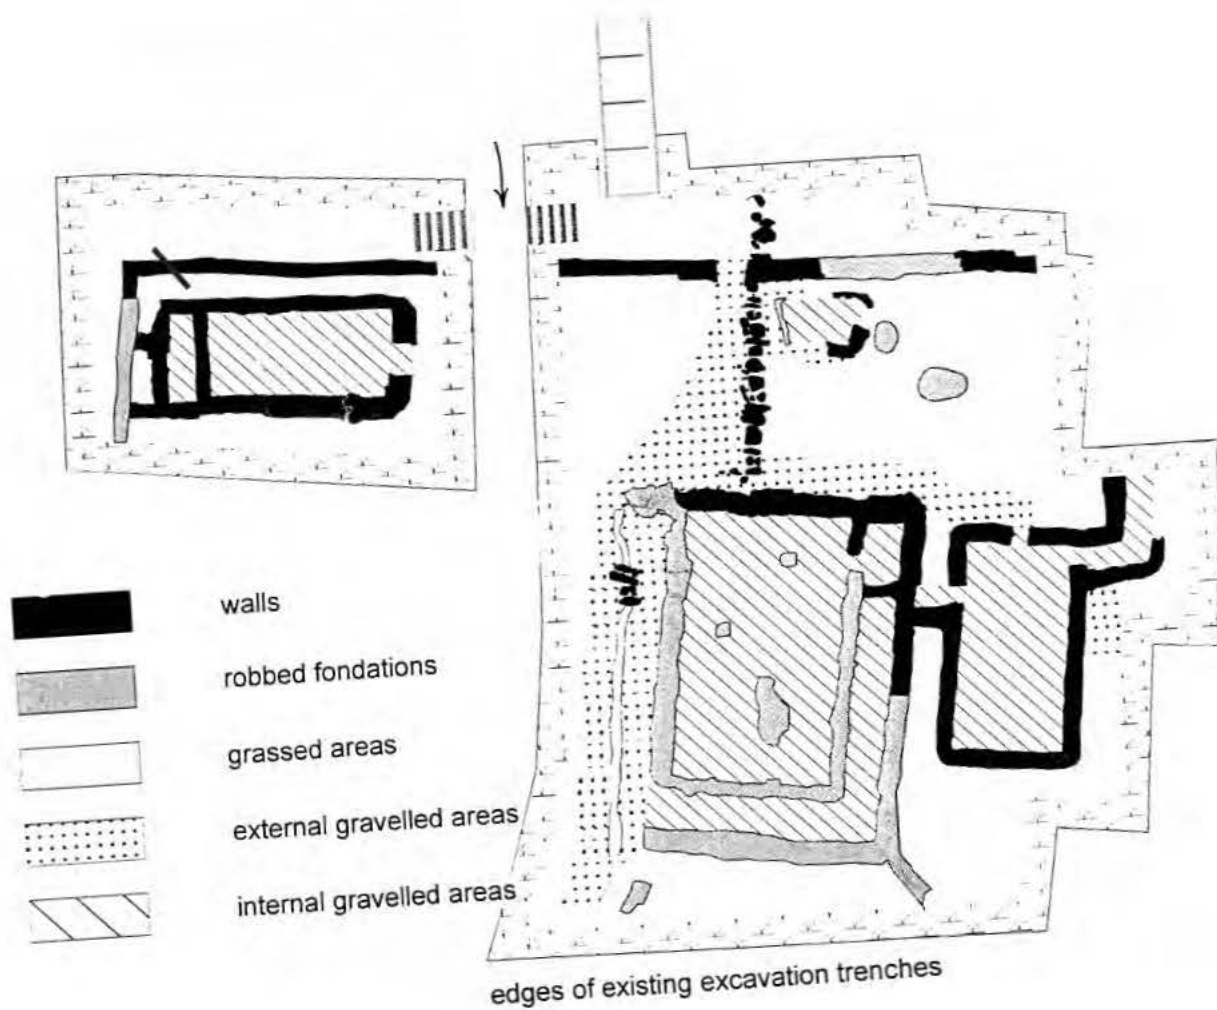 walls
robbed fondations
grassed areas
external gravelled areas
internal gravelled areas
edges of existing excavation trenches